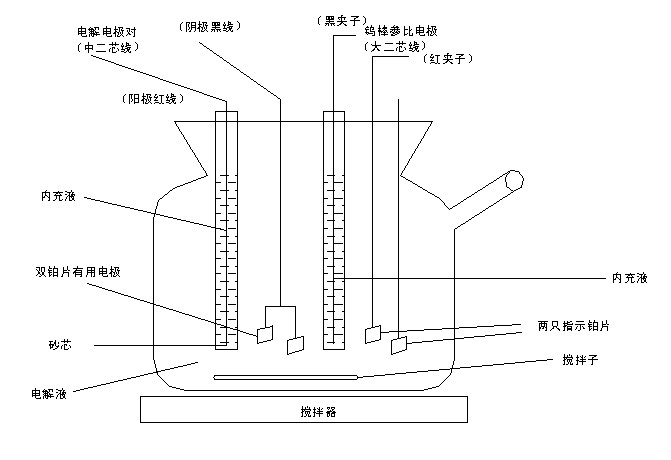 电解电极对
（中二芯线）
（阴极黑线）
（黑夹子）
钨棒参比电极
（大二芯线）
（红夹子）
（阳极红线）
内充液
双铂片有用电极
内充液
砂芯
两只指示铂片
搅拌子
电解液
搅拌器